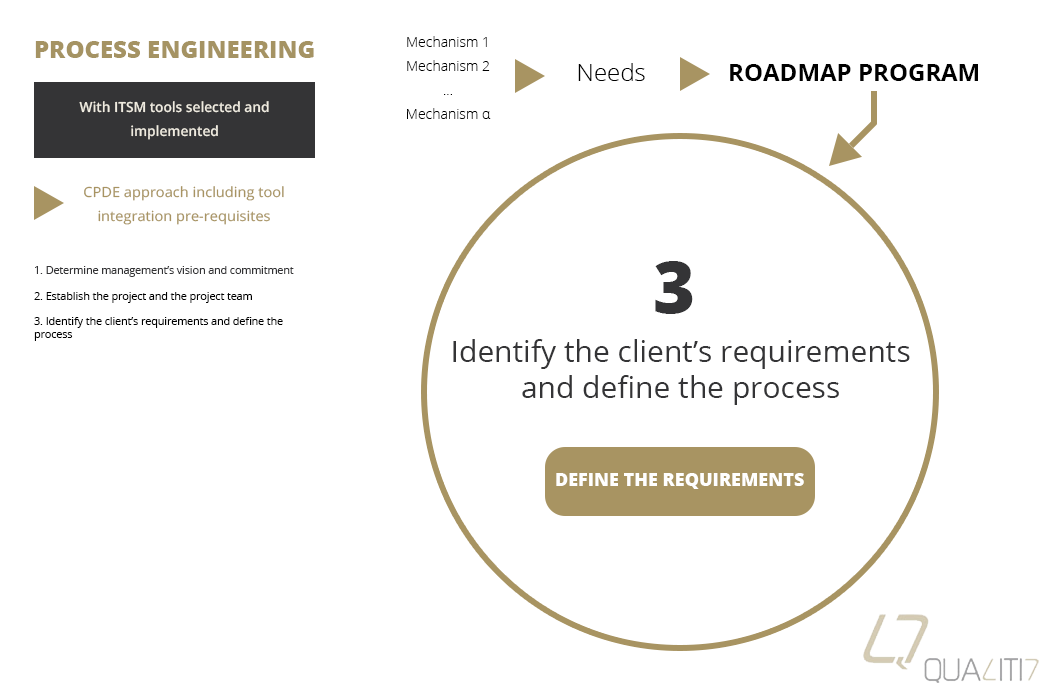 PROCESS ENGINEERING
With ITSM tools selected and
implemented
CPDE approach including tool
integration pre-requisites
1. Determine management’s vision and commitment
2. Establish the project and the project team
3. Identify the client’s requirements and define the
process
Mechanism 1
Mechanism 2
...
Mechanism α
Needs
ROADMAP PROGRAM
3
Identify the client’s requirements
and define the process
DEFINE THE REQUIREMENTS
QUALITI7